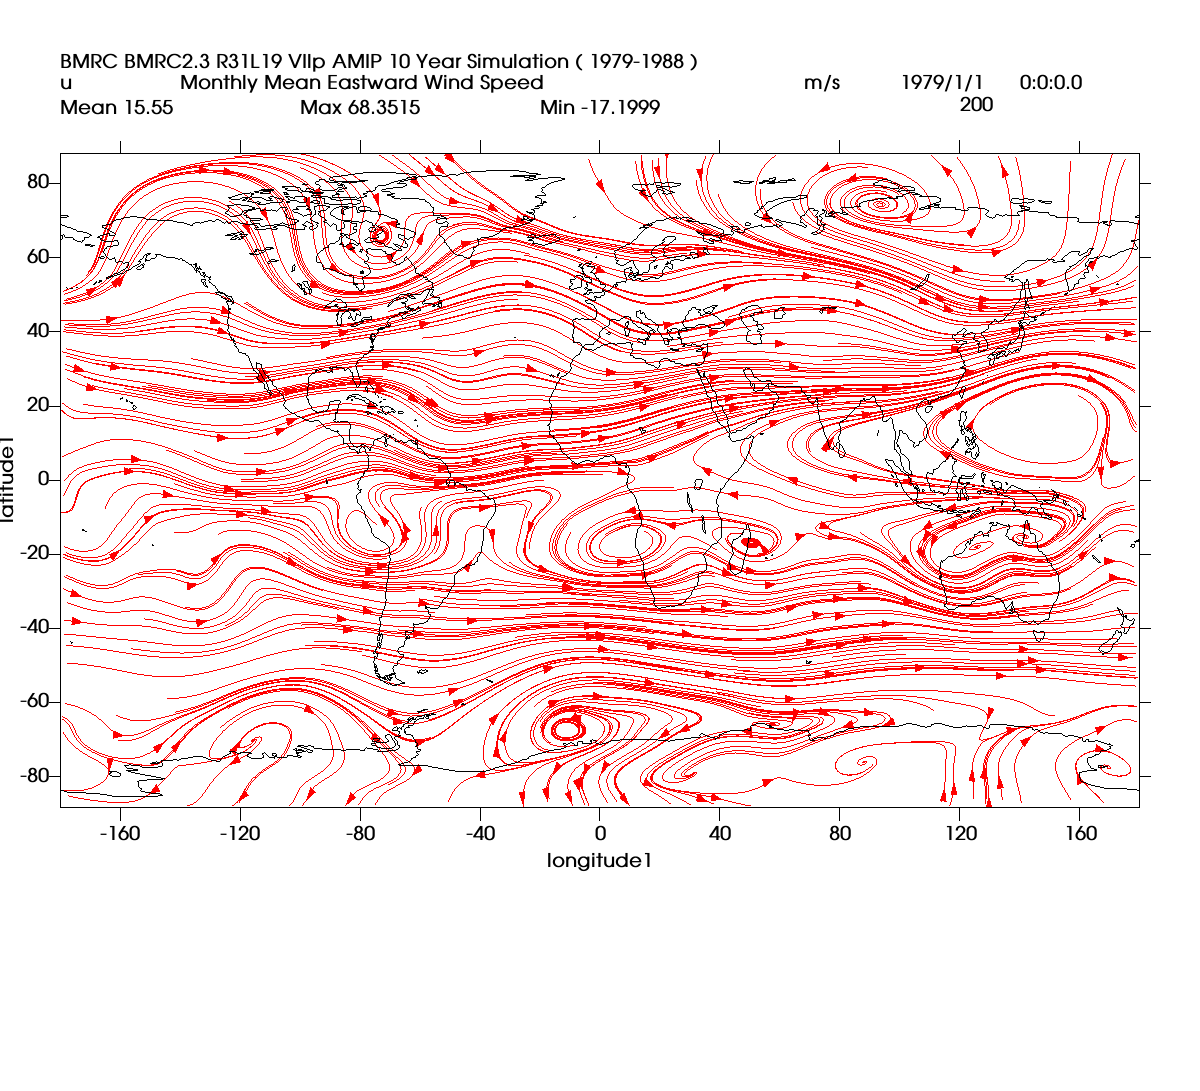 BMRC BMRC2.3 R31L19 VIIp AMIP 10 Year Simulation ( 1979-1988 )
u Monthly Mean Eastward Wind Speed m/s 1979/1/1 0:0:0.0
Mean 15.55 Max 68.3515 Min -17.1999 200
80
60
40
20
0
-20
-40
-60
-80
latitude1
-160 -120 -80 -40 0 40 80 120 160
longitude1